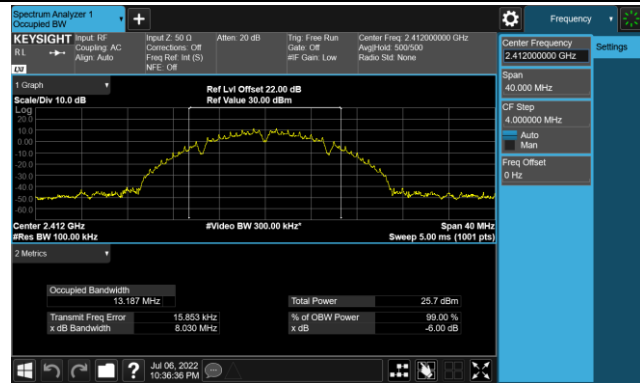 Spectrum Analyzer 1
Occupied BW
Frequency
KEYSIGHT
RL
LXI
Input: RF
Coupling: AC
Align: Auto
Input Z: 50 Ω
Corrections: Off
Freq Ref: Int (S)
NFE: Off
Atten: 20 dB
Trig: Free Run
Gate: Off
#IF Gain: Low
Center Freq: 2.412000000 GHz
Avg|Hold: 500/500
Radio Std: None
Center Frequency
2.412000000 GHz
Settings
Span
40.000 MHz
CF Step
4.000000 MHz
Auto
Man
Freq Offset
0 Hz
1 Graph
Scale/Div 10.0 dB
Ref Lvl Offset 22.00 dB
Ref Value 30.00 dBm
Log
20.0
10.0
0.00
-10.0
-20.0
-30.0
-40.0
-50.0
-60.0
Center 2.412 GHz
#Res BW 100.00 kHz
#Video BW 300.00 kHz*
Span 40 MHz
Sweep 5.00 ms (1001 pts)
2 Metrics
Occupied Bandwidth
13.187 MHz
Total Power 25.7 dBm
Transmit Freq Error 15.853 kHz
% of OBW Power 99.00 %
x dB Bandwidth 8.030 MHz
x dB -6.00 dB
?
Jul 06, 2022
10:36:36 PM